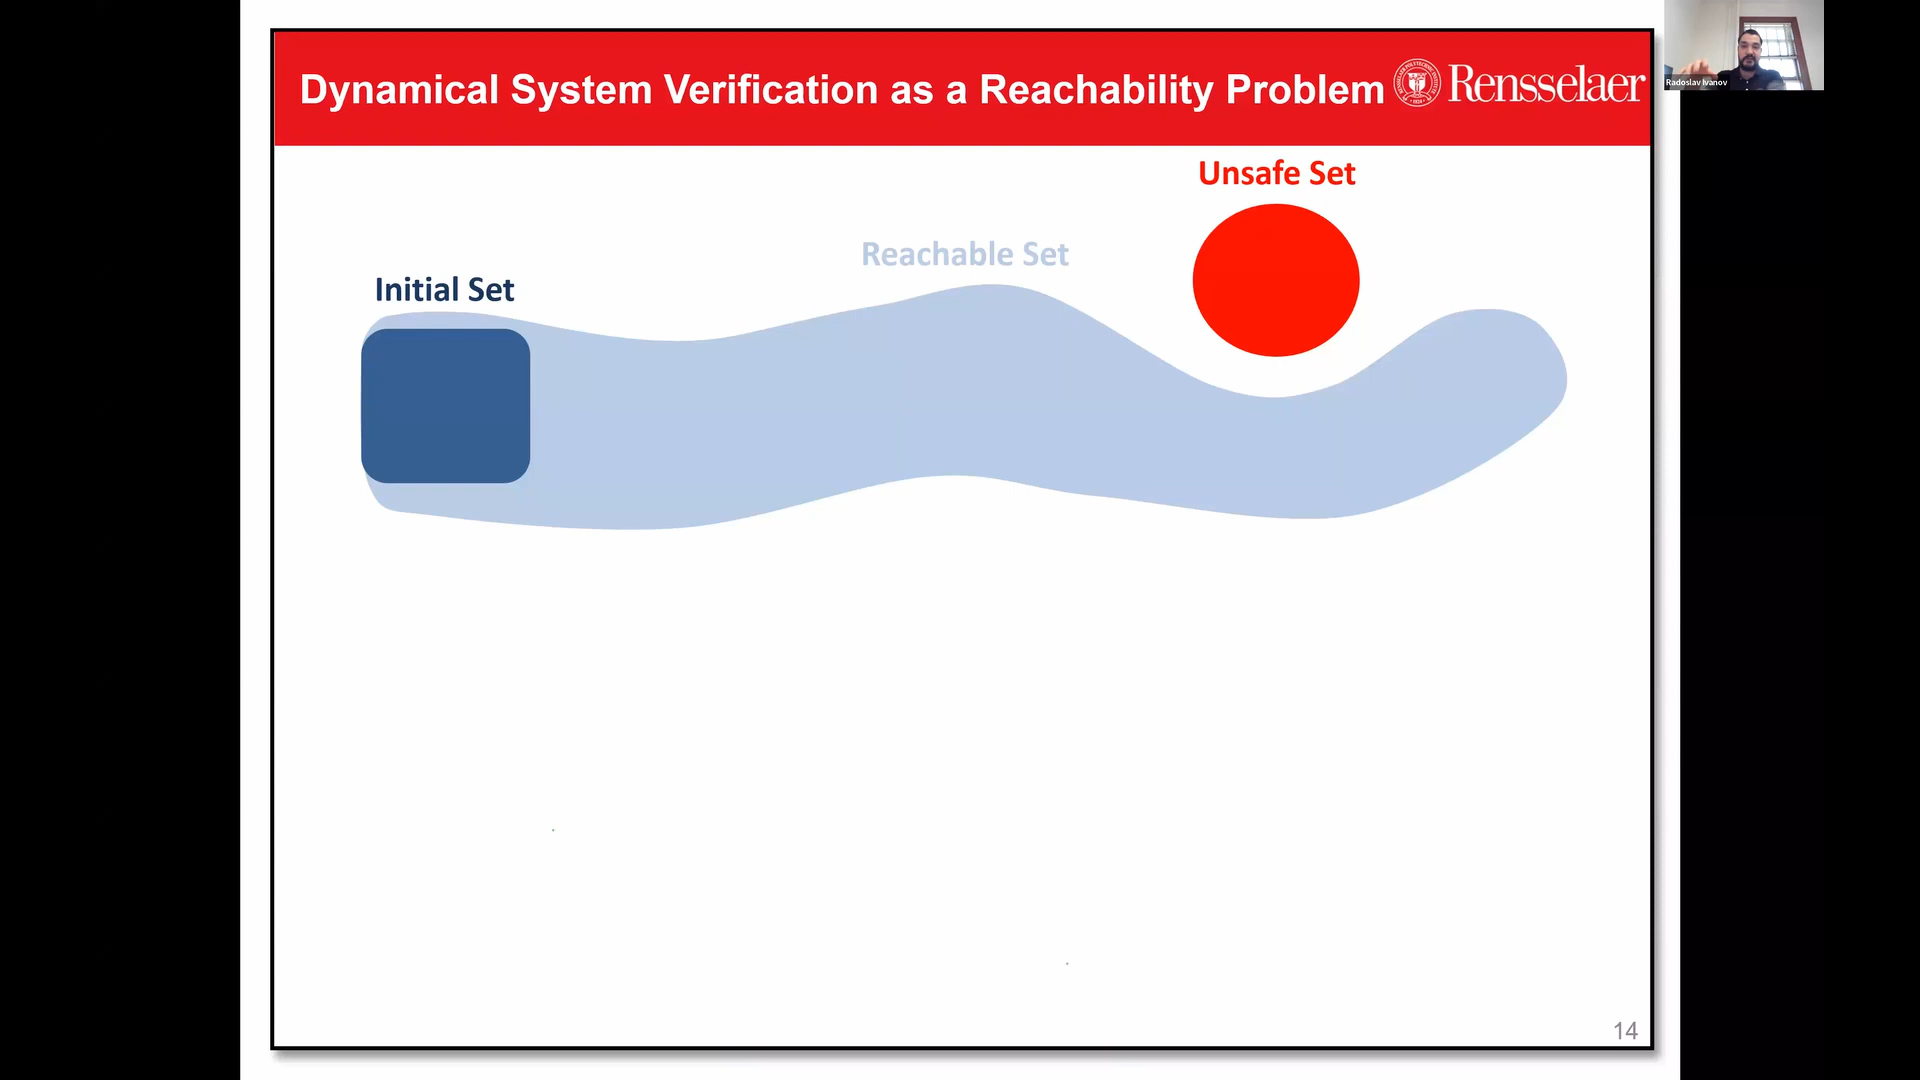 Dynamical System Verification as a Reachability Problem
Rensselaer
Radoslav Ivanov
Unsafe Set
Reachable Set
Initial Set
14